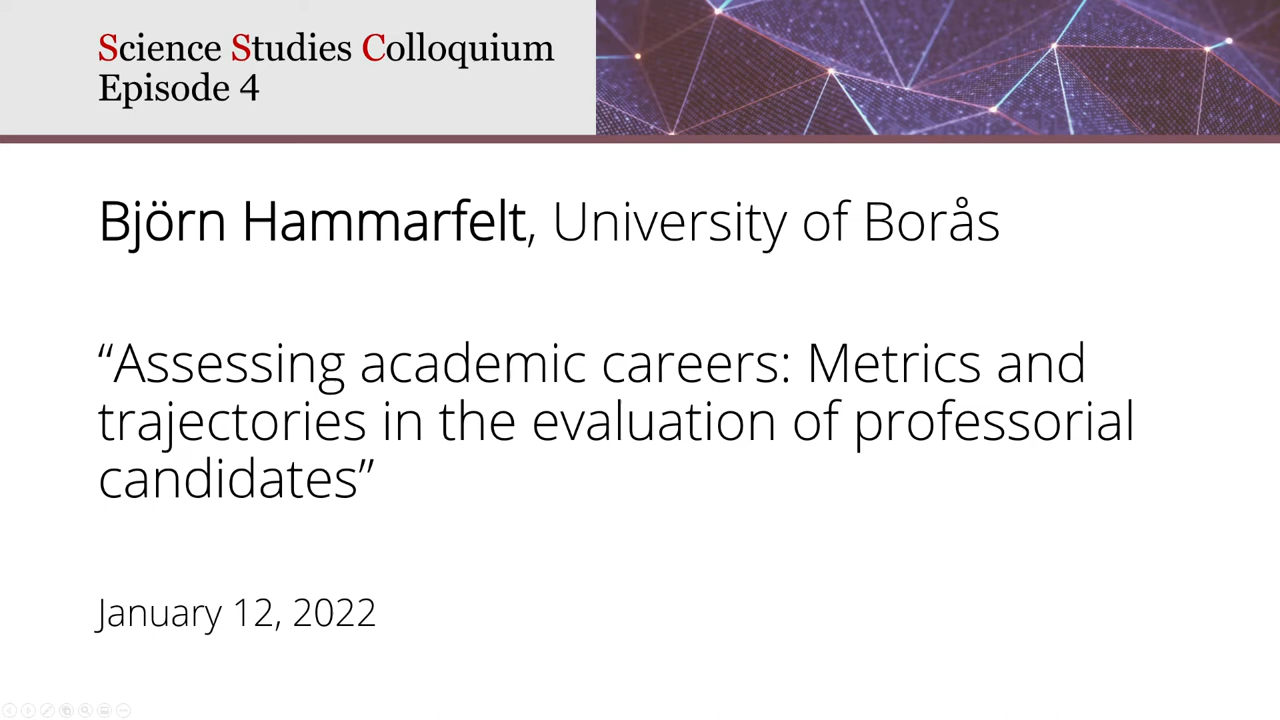 Science Studies Colloquium
Episode 4
Björn Hammarfelt, University of Borås
“Assessing academic careers: Metrics and
trajectories in the evaluation of professorial
candidates”
January 12, 2022